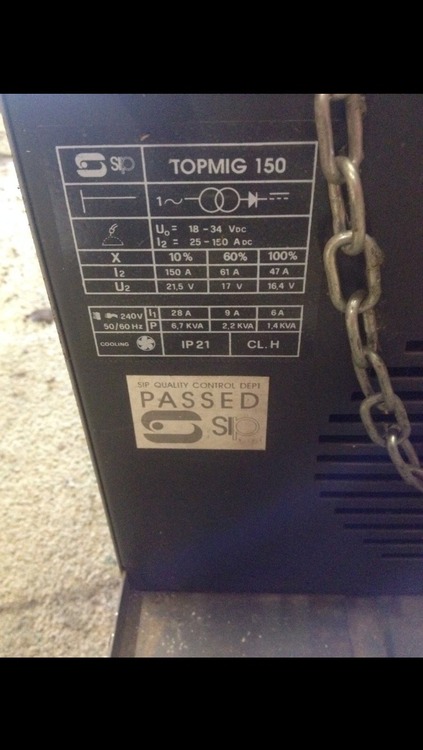 SIP TOPMIG 150
1~
U0= 18-34 VDC
I2 = 25-150 ADC
X 10% 60% 100%
I2 150 A 61 A 47 A
U2 21,5 V 17 V 16,4 V
240V I1 28 A 9 A 6 A
50/60 Hz P 6,7 KVA 2,2 KVA 1,4 KVA
COOLING IP 21 CL. H
SIP QUALITY CONTROL DEPT
PASSED
SIP